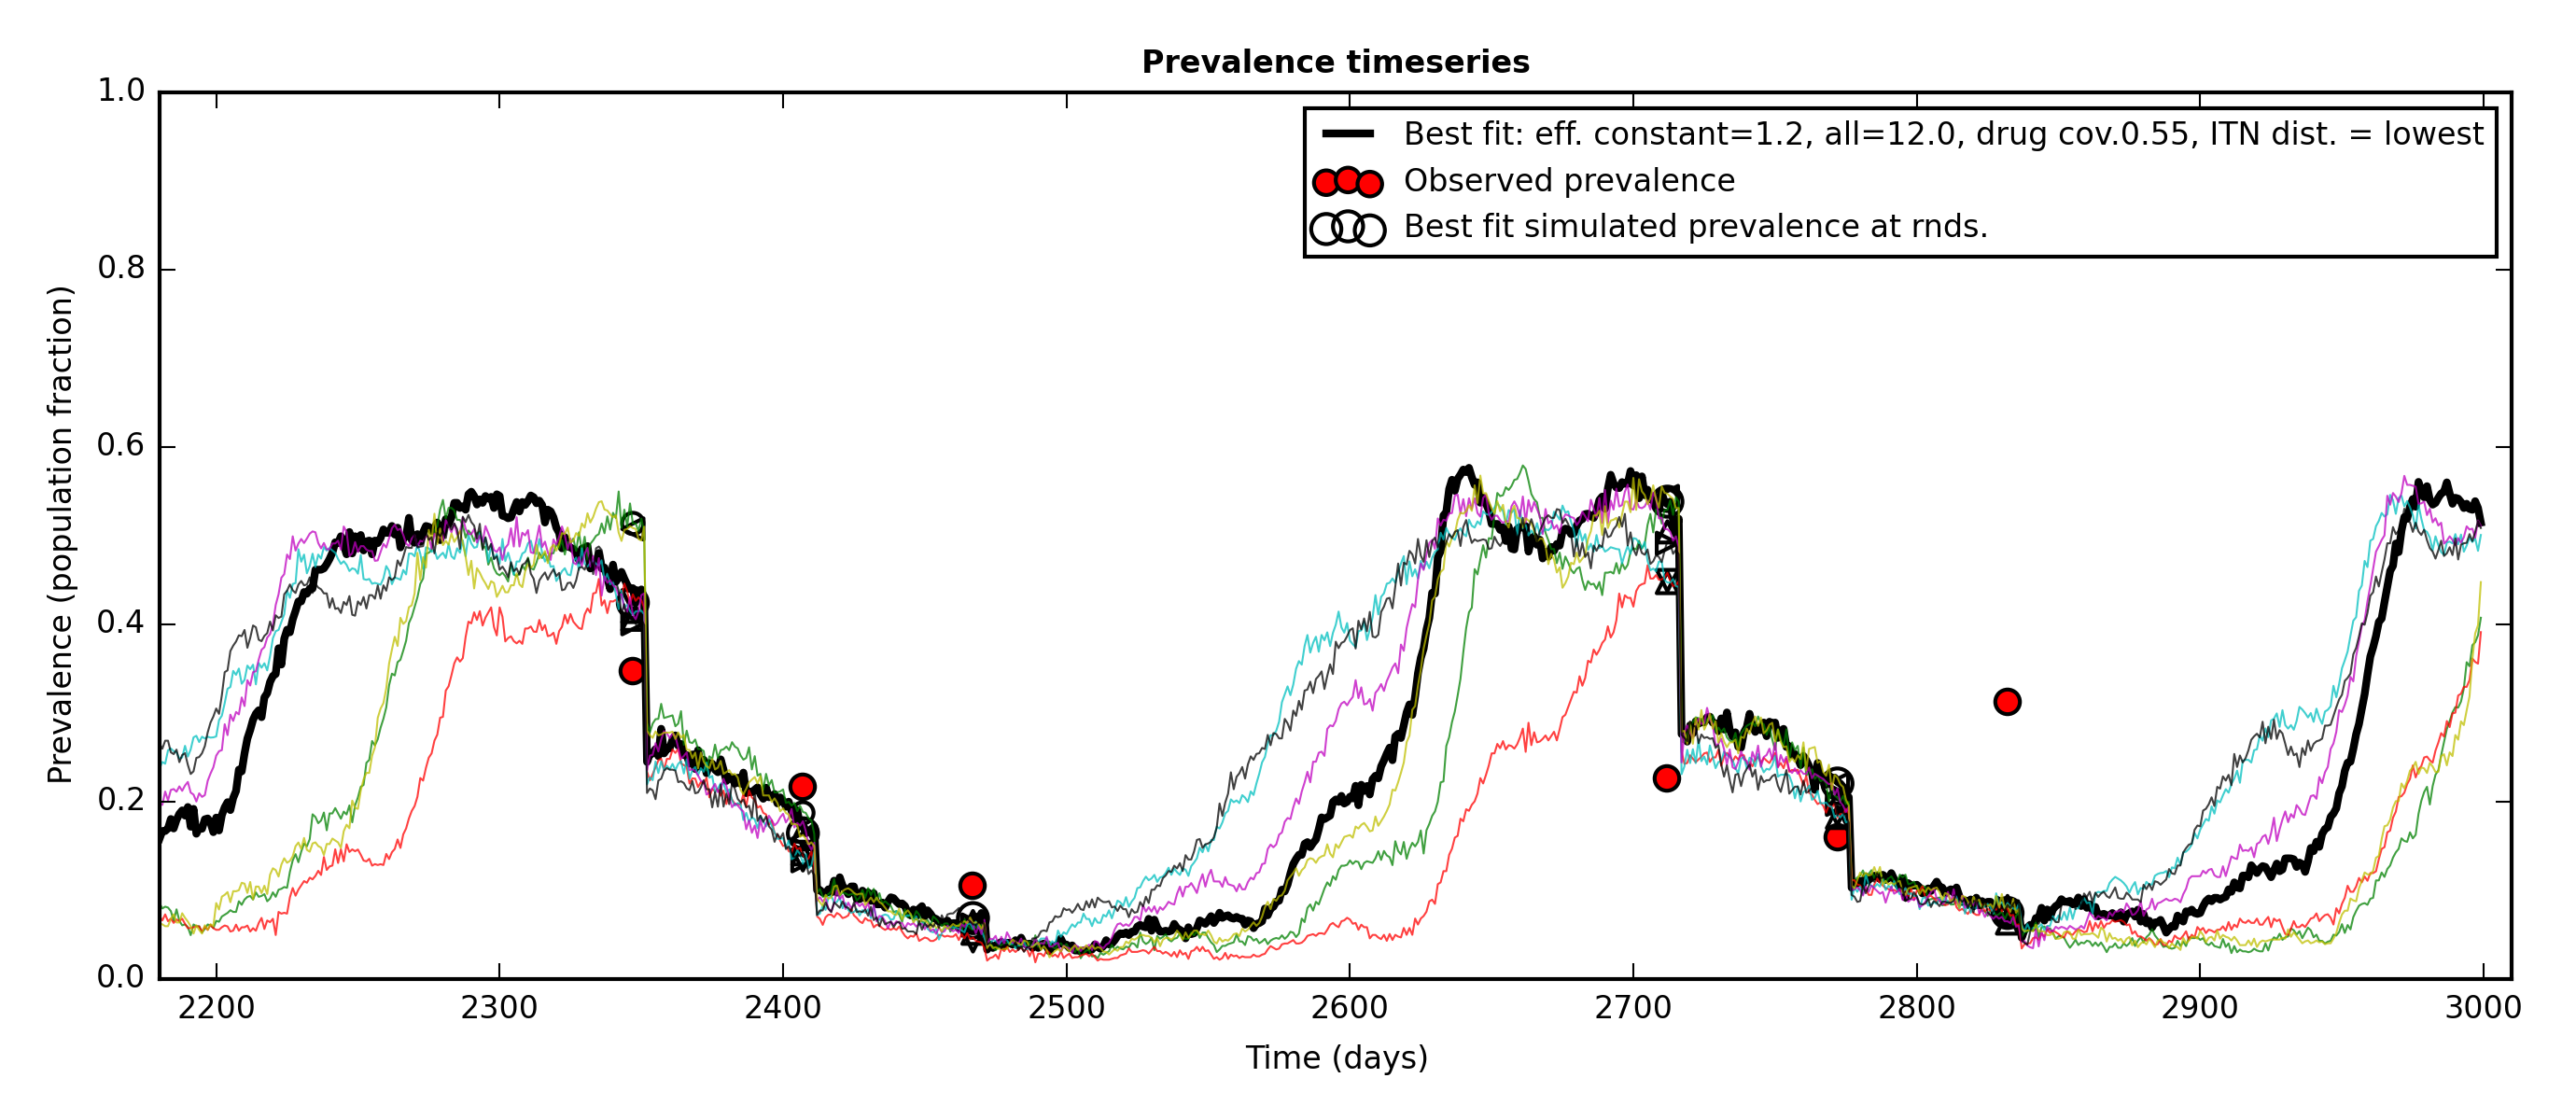 Prevalence timeseries
1.0
Best fit: eff. constant=1.2, all=12.0, drug cov.0.55, ITN dist. = lowest
Observed prevalence
Best fit simulated prevalence at rnds.
0.8
0.6
0.4
0.2
0.0
Prevalence (population fraction)
2200 2300 2400 2500 2600 2700 2800 2900 3000
Time (days)